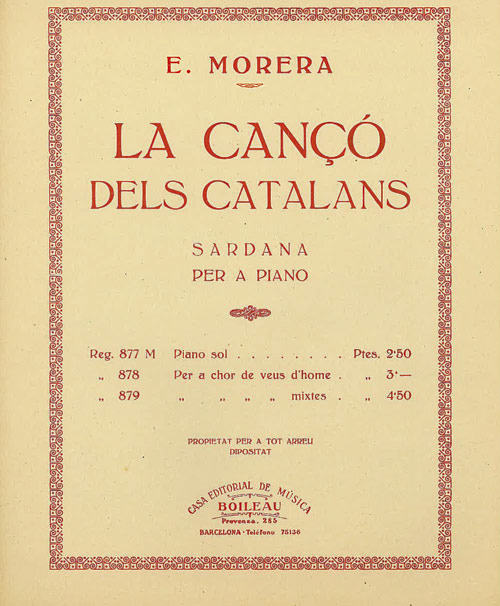 E. MORERA
LA CANÇÓ
DELS CATALANS
SARDANA
PER A PIANO
Reg. 877 M Piano sol . . . . . . . . Ptes. 2'50
„ 878 Per a chor de veus d'home . „ 3'—
„ 879 „ „ „ „ mixtes . „ 4'50
PROPIETAT PER A TOT ARREU
DIPOSITAT
CASA EDITORIAL DE MÚSICA
BOILEAU
Provenza, 285
BARCELONA - Teléfono 75136